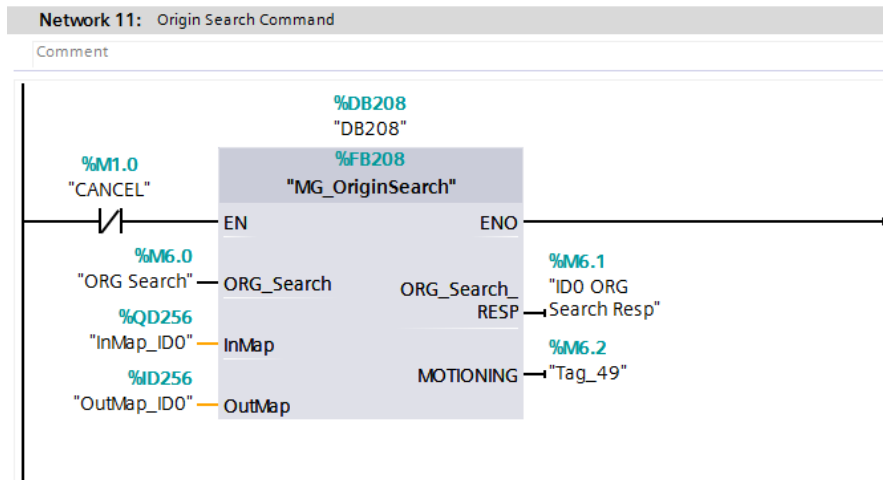 Network 11: Origin Search Command
Comment
%DB208
"DB208"
%FB208
"MG_OriginSearch"
%M1.0
"CANCEL"
EN
ENO
%M6.0
"ORG Search"
ORG_Search
%M6.1
"ID0 ORG
Search Resp"
ORG_Search_
RESP
%QD256
"InMap_ID0"
InMap
%M6.2
"Tag_49"
MOTIONING
%ID256
"OutMap_ID0"
OutMap